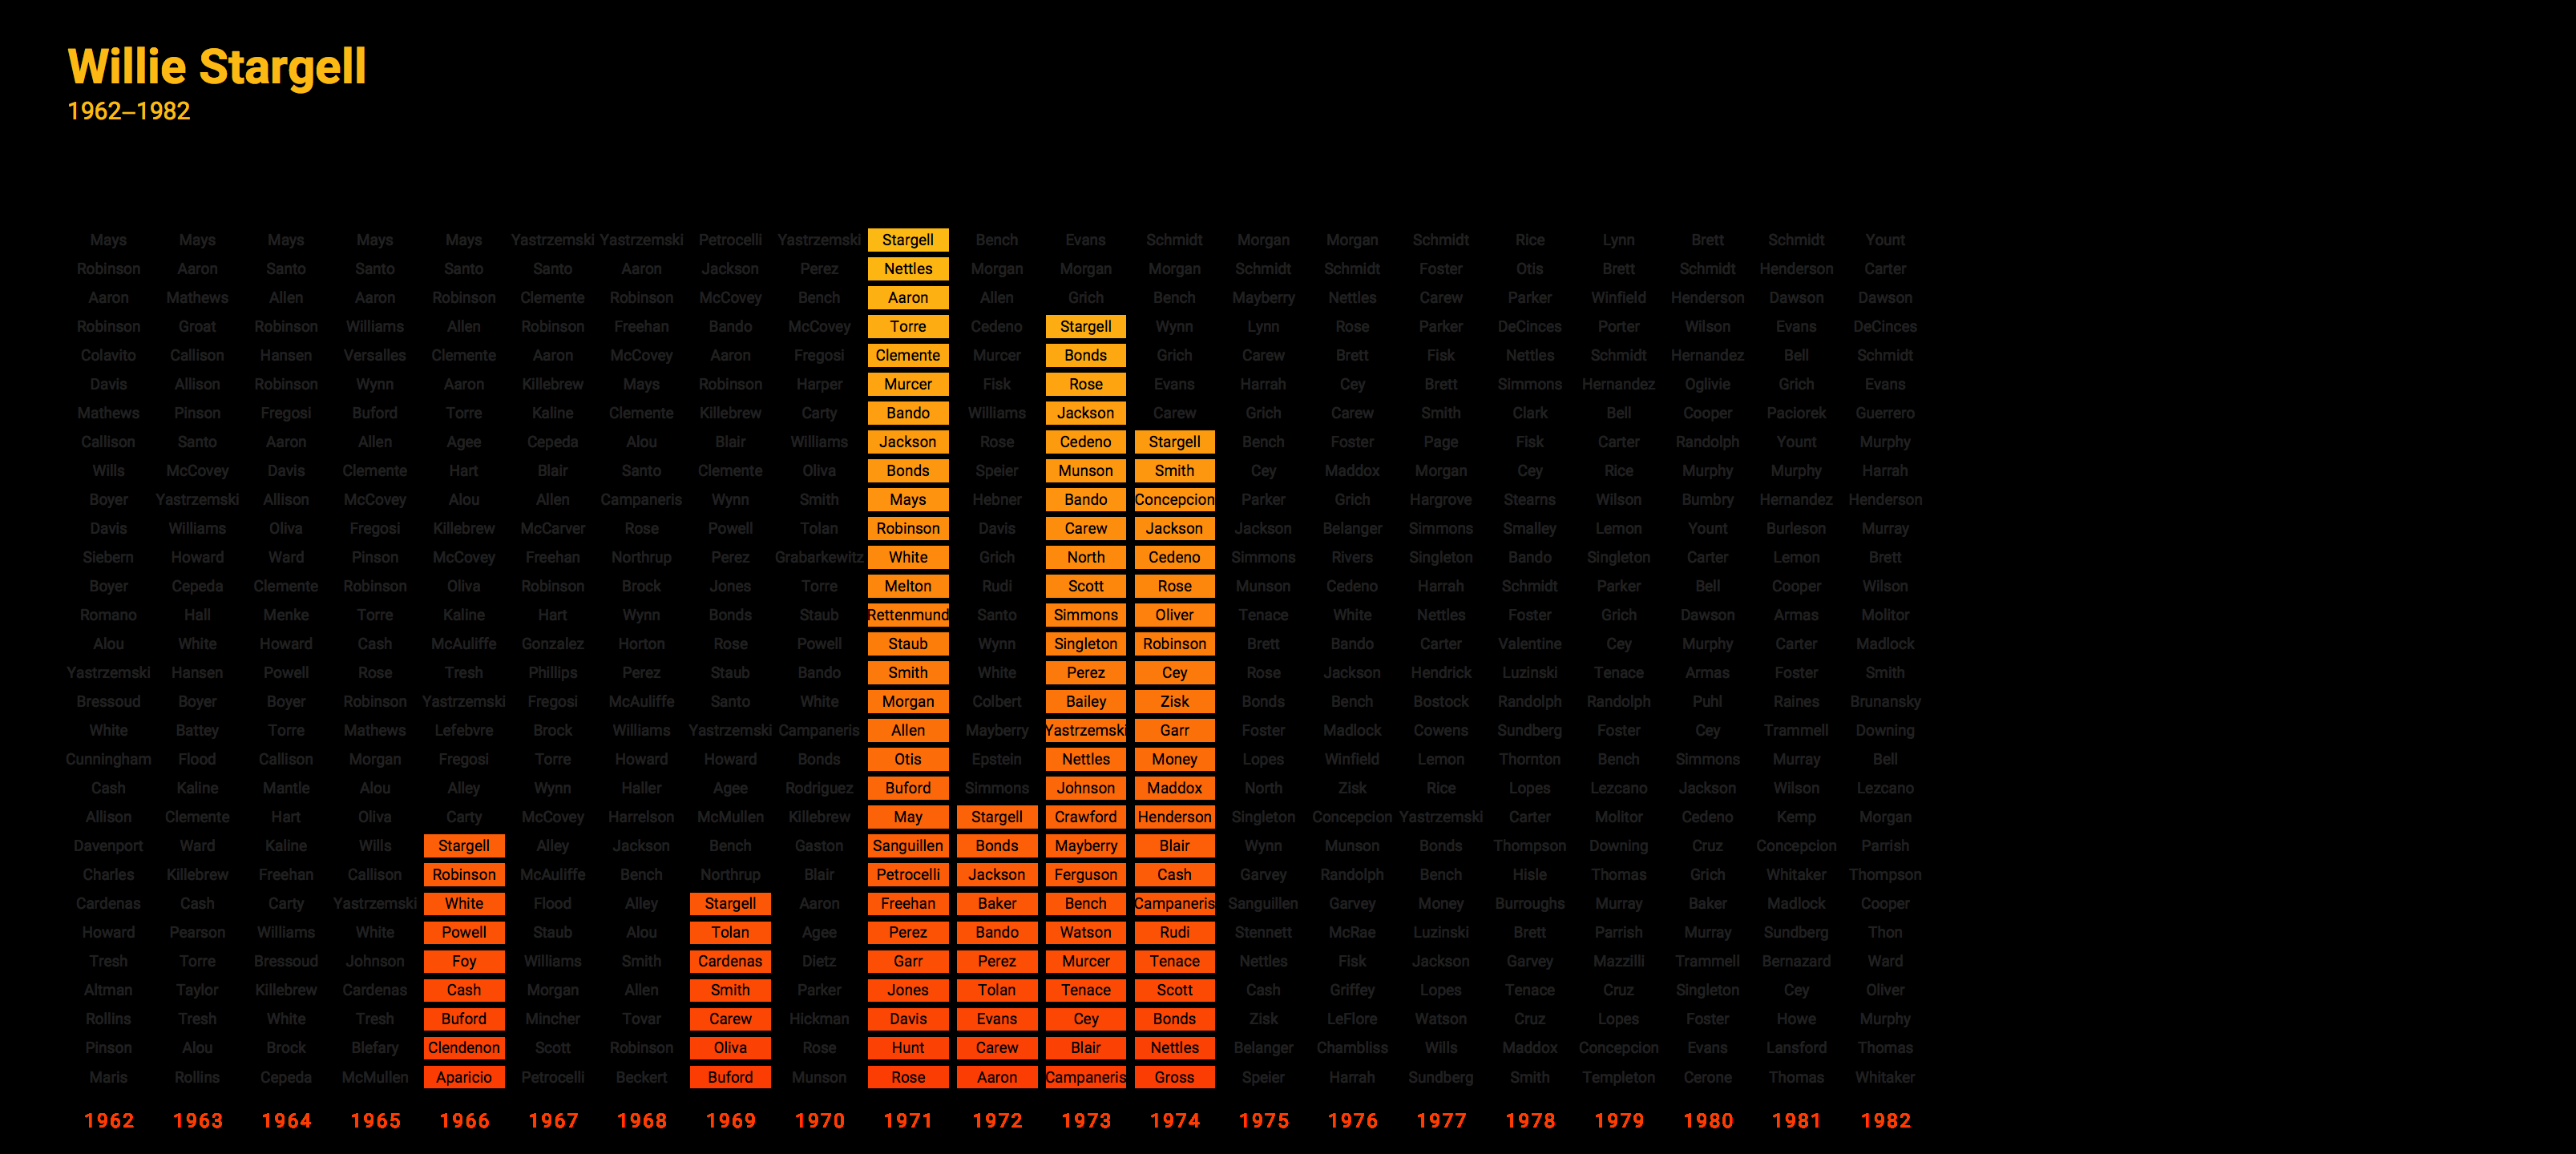 Willie Stargell
1962–1982
Mays Mays Mays Mays Mays Yastrzemski Yastrzemski Petrocelli Yastrzemski Stargell Bench Evans Schmidt Morgan Morgan Schmidt Rice Lynn Brett Schmidt Yount
Robinson Aaron Santo Santo Santo Santo Aaron Jackson Perez Nettles Morgan Morgan Morgan Schmidt Schmidt Foster Otis Brett Schmidt Henderson Carter
Aaron Mathews Allen Aaron Robinson Clemente Robinson McCovey Bench Aaron Allen Grich Bench Mayberry Nettles Carew Parker Winfield Henderson Dawson Dawson
Robinson Groat Robinson Williams Allen Robinson Freehan Bando McCovey Torre Cedeno Stargell Wynn Lynn Rose Parker DeCinces Porter Wilson Evans DeCinces
Colavito Callison Hansen Versalles Clemente Aaron McCovey Aaron Fregosi Clemente Murcer Bonds Grich Carew Brett Fisk Nettles Schmidt Hernandez Bell Schmidt
Davis Allison Robinson Wynn Aaron Killebrew Mays Robinson Harper Murcer Fisk Rose Evans Harrah Cey Brett Simmons Hernandez Oglivie Grich Evans
Mathews Pinson Fregosi Buford Torre Kaline Clemente Killebrew Carty Bando Williams Jackson Carew Grich Carew Smith Clark Bell Cooper Paciorek Guerrero
Callison Santo Aaron Allen Agee Cepeda Alou Blair Williams Jackson Rose Cedeno Stargell Bench Foster Page Fisk Carter Randolph Yount Murphy
Wills McCovey Davis Clemente Hart Blair Santo Clemente Oliva Bonds Speier Munson Smith Cey Maddox Morgan Cey Rice Murphy Murphy Harrah
Boyer Yastrzemski Allison McCovey Alou Allen Campaneris Wynn Smith Mays Hebner Bando Concepcion Parker Grich Hargrove Stearns Wilson Bumbry Hernandez Henderson
Davis Williams Oliva Fregosi Killebrew McCarver Rose Powell Tolan Robinson Davis Carew Jackson Jackson Belanger Simmons Smalley Lemon Yount Burleson Murray
Siebern Howard Ward Pinson McCovey Freehan Northrup Perez Grabarkewitz White Grich North Cedeno Simmons Rivers Singleton Bando Singleton Carter Lemon Brett
Boyer Cepeda Clemente Robinson Oliva Robinson Brock Jones Torre Melton Rudi Scott Rose Munson Cedeno Harrah Schmidt Parker Bell Cooper Wilson
Romano Hall Menke Torre Kaline Hart Wynn Bonds Staub Rettenmund Santo Simmons Oliver Tenace White Nettles Foster Grich Dawson Armas Molitor
Alou White Howard Cash McAuliffe Gonzalez Horton Rose Powell Staub Wynn Singleton Robinson Brett Bando Carter Valentine Cey Murphy Carter Madlock
Yastrzemski Hansen Powell Rose Tresh Phillips Perez Staub Bando Smith White Perez Cey Rose Jackson Hendrick Luzinski Tenace Armas Foster Smith
Bressoud Boyer Boyer Robinson Yastrzemski Fregosi McAuliffe Santo White Morgan Colbert Bailey Zisk Bonds Bench Bostock Randolph Randolph Puhl Raines Brunansky
White Battey Torre Mathews Lefebvre Brock Williams Yastrzemski Campaneris Allen Mayberry Yastrzemski Garr Foster Madlock Cowens Sundberg Foster Cey Trammell Downing
Cunningham Flood Callison Morgan Fregosi Torre Howard Howard Bonds Otis Epstein Nettles Money Lopes Winfield Lemon Thornton Bench Simmons Murray Bell
Cash Kaline Mantle Alou Alley Wynn Haller Agee Rodriguez Buford Simmons Johnson Maddox North Zisk Rice Lopes Lezcano Jackson Wilson Lezcano
Allison Clemente Hart Oliva Carty McCovey Harrelson McMullen Killebrew May Stargell Crawford Henderson Singleton Concepcion Yastrzemski Carter Molitor Cedeno Kemp Morgan
Davenport Ward Kaline Wills Stargell Alley Jackson Bench Gaston Sanguillen Bonds Mayberry Blair Wynn Munson Bonds Thompson Downing Cruz Concepcion Parrish
Charles Killebrew Freehan Callison Robinson McAuliffe Bench Northrup Blair Petrocelli Jackson Ferguson Cash Garvey Randolph Bench Hisle Thomas Grich Whitaker Thompson
Cardenas Cash Carty Yastrzemski White Flood Alley Stargell Aaron Freehan Baker Bench Campaneris Sanguillen Garvey Money Burroughs Murray Baker Madlock Cooper
Howard Pearson Williams White Powell Staub Alou Tolan Agee Perez Bando Watson Rudi Stennett McRae Luzinski Brett Parrish Murray Sundberg Thon
Tresh Torre Bressoud Johnson Foy Williams Smith Cardenas Dietz Garr Perez Murcer Tenace Nettles Fisk Jackson Garvey Mazzilli Trammell Bernazard Ward
Altman Taylor Killebrew Cardenas Cash Morgan Allen Smith Parker Jones Tolan Tenace Scott Cash Griffey Lopes Tenace Cruz Singleton Cey Oliver
Rollins Tresh White Tresh Buford Mincher Tovar Carew Hickman Davis Evans Cey Bonds Zisk LeFlore Watson Cruz Lopes Foster Howe Murphy
Pinson Alou Brock Blefary Clendenon Scott Robinson Oliva Rose Hunt Carew Blair Nettles Belanger Chambliss Wills Maddox Concepcion Evans Lansford Thomas
Maris Rollins Cepeda McMullen Aparicio Petrocelli Beckert Buford Munson Rose Aaron Campaneris Gross Speier Harrah Sundberg Smith Templeton Cerone Thomas Whitaker
1962 1963 1964 1965 1966 1967 1968 1969 1970 1971 1972 1973 1974 1975 1976 1977 1978 1979 1980 1981 1982